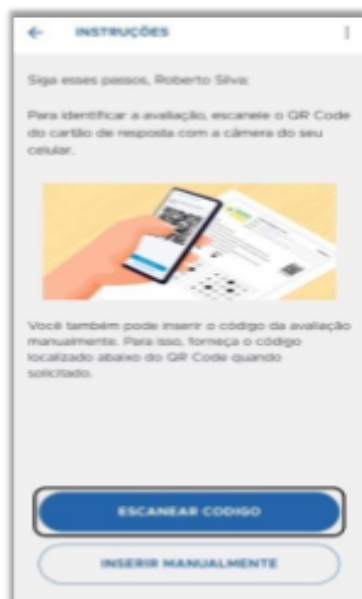 INSTRUÇÕES
Siga esses passos, Roberto Silva:
Para identificar a avaliação, escaneie o QR Code
do cartão de resposta com a câmera do seu
celular.
Você também pode inserir o código da avaliação
manualmente. Para isso, forneça o código
localizado abaixo do QR Code quando
solicitado.
ESCANEAR CODIGO
INSERIR MANUALMENTE